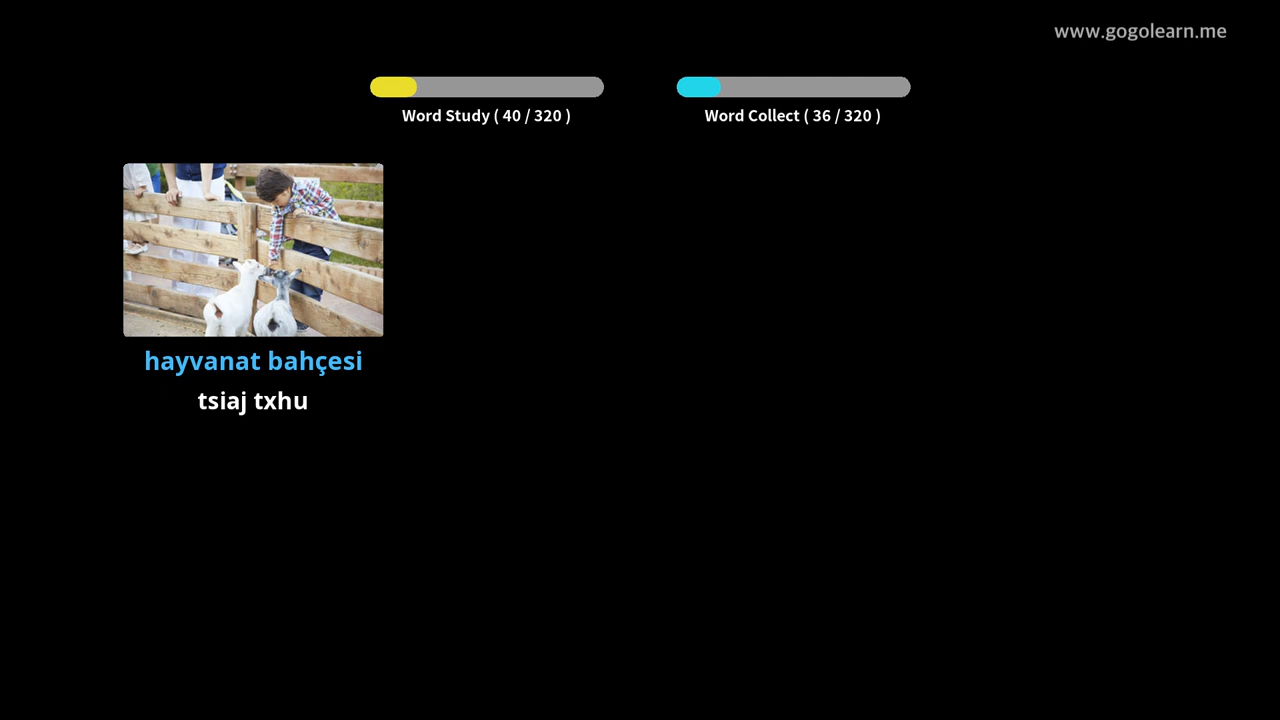 www.gogolearn.me
Word Study ( 40 / 320 )
Word Collect ( 36 / 320 )
hayvanat bahçesi
tsiaj txhu